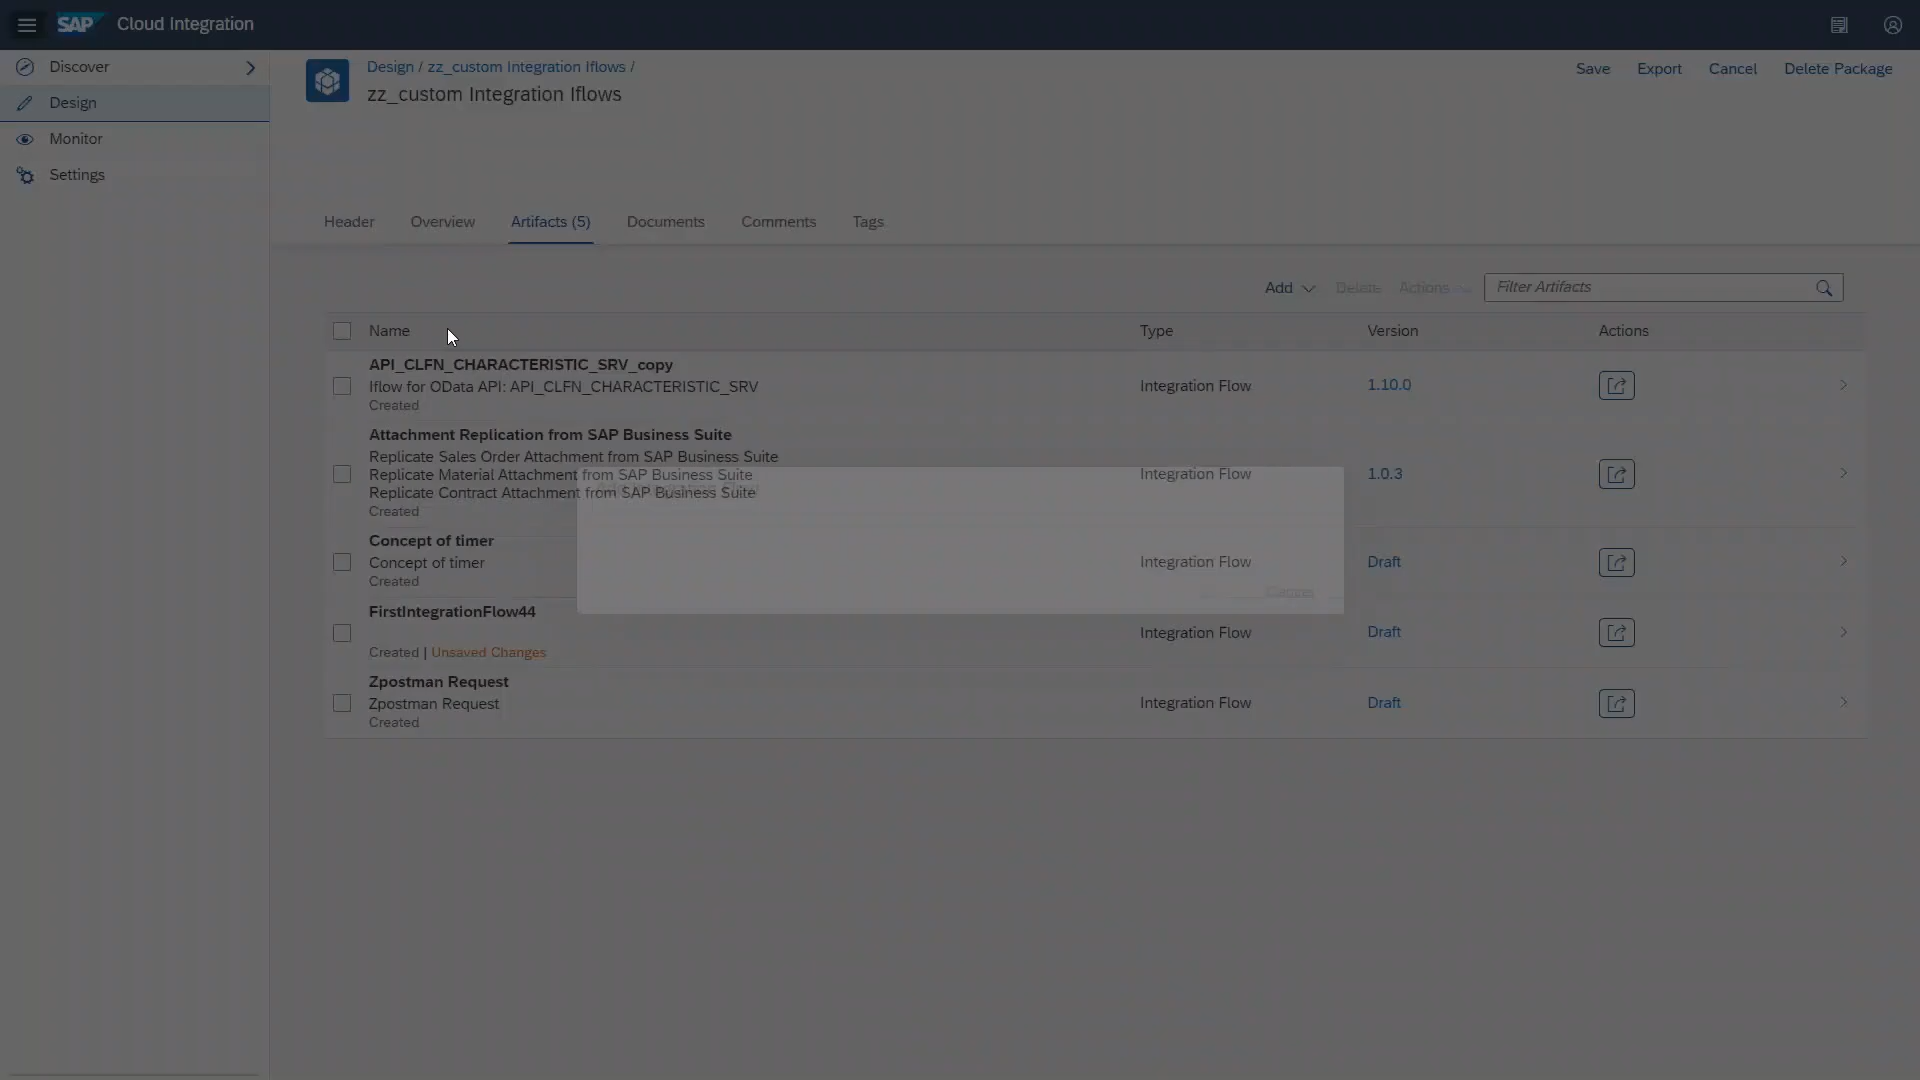 SAP Cloud Integration
Discover
Design
Monitor
Settings
Design / zz_custom Integration Iflows /
zz_custom Integration Iflows
Save Export Cancel Delete Package
Header Overview Artifacts (5) Documents Comments Tags
Add Delete Actions Filter Artifacts
Name Type Version Actions
API_CLFN_CHARACTERISTIC_SRV_copy
Iflow for OData API: API_CLFN_CHARACTERISTIC_SRV
Created
Integration Flow 1.10.0
Attachment Replication from SAP Business Suite
Replicate Sales Order Attachment from SAP Business Suite
Replicate Material Attachment from SAP Business Suite
Replicate Contract Attachment from SAP Business Suite
Created
Integration Flow 1.0.3
Concept of timer
Concept of timer
Created
Integration Flow Draft
FirstIntegrationFlow44
Created | Unsaved Changes
Integration Flow Draft
Zpostman Request
Zpostman Request
Created
Integration Flow Draft